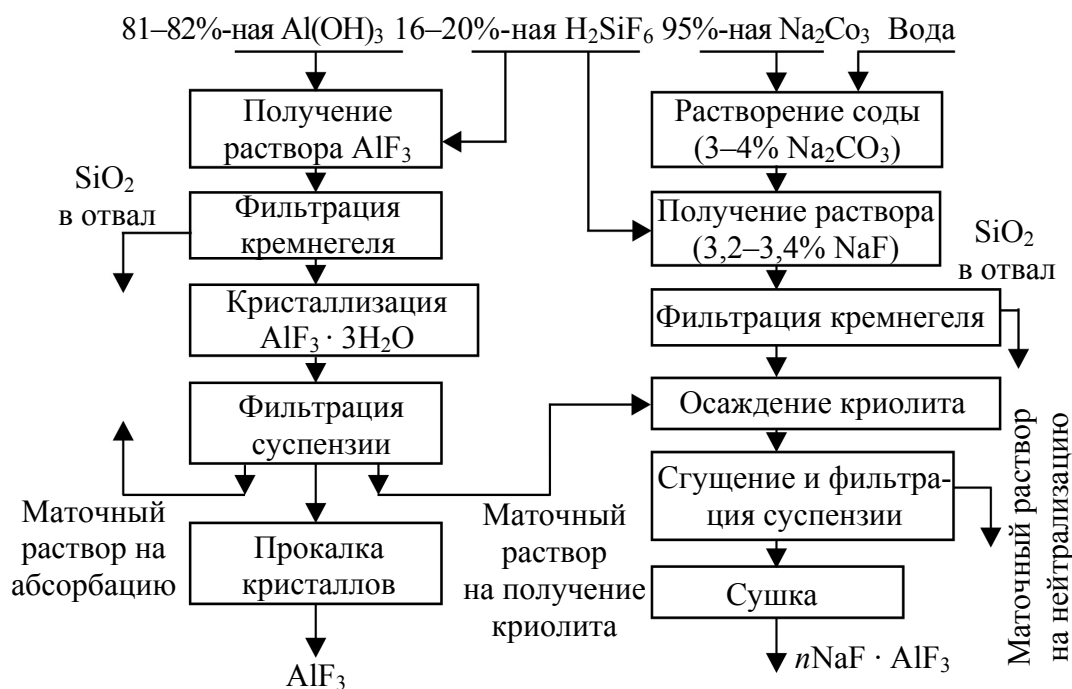 81–82%-ная Al(OH)₃ 16–20%-ная H₂SiF₆ 95%-ная Na₂Co₃ Вода
Получение
раствора AlF₃
SiO₂
в отвал
Фильтрация
кремнегеля
Кристаллизация
AlF₃ · 3H₂O
Фильтрация
суспензии
Маточный
раствор на
абсорбацию
Прокалка
кристаллов
AlF₃
Маточный
раствор
на получение
криолита
Растворение соды
(3–4% Na₂CO₃)
Получение раствора
(3,2–3,4% NaF)
SiO₂
в отвал
Фильтрация кремнегеля
Осаждение криолита
Сгущение и фильтра-
ция суспензии
Маточный раствор
на нейтрализацию
Сушка
nNaF · AlF₃